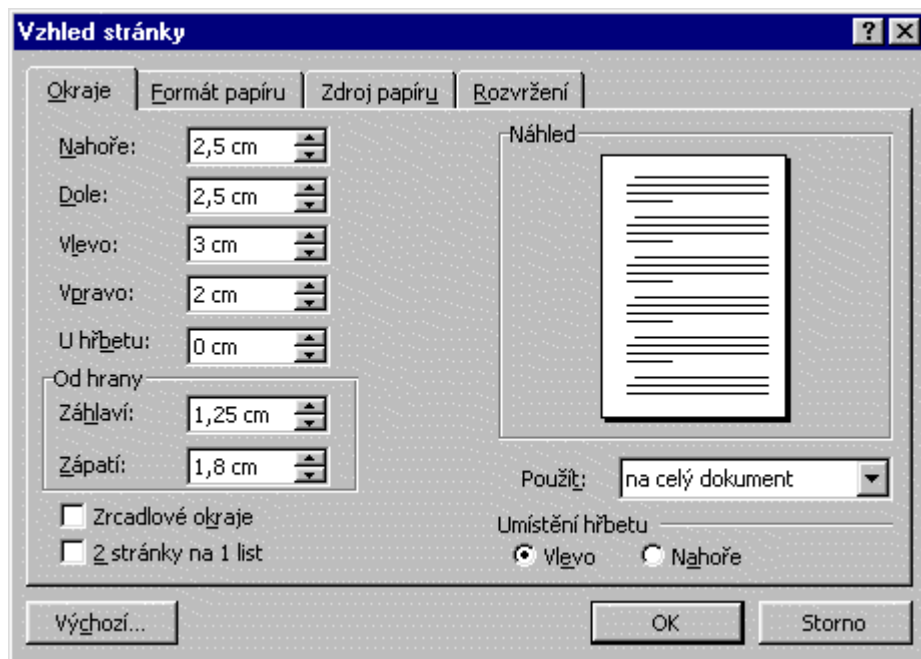 Vzhled stránky
Okraje Formát papíru Zdroj papíru Rozvržení
Nahoře: 2,5 cm
Dole: 2,5 cm
Vlevo: 3 cm
Vpravo: 2 cm
U hřbetu: 0 cm
Od hrany
Záhlaví: 1,25 cm
Zápatí: 1,8 cm
Zrcadlové okraje
2 stránky na 1 list
Náhled
Použít: na celý dokument
Umístění hřbetu
Vlevo Nahoře
Výchozí... OK Storno